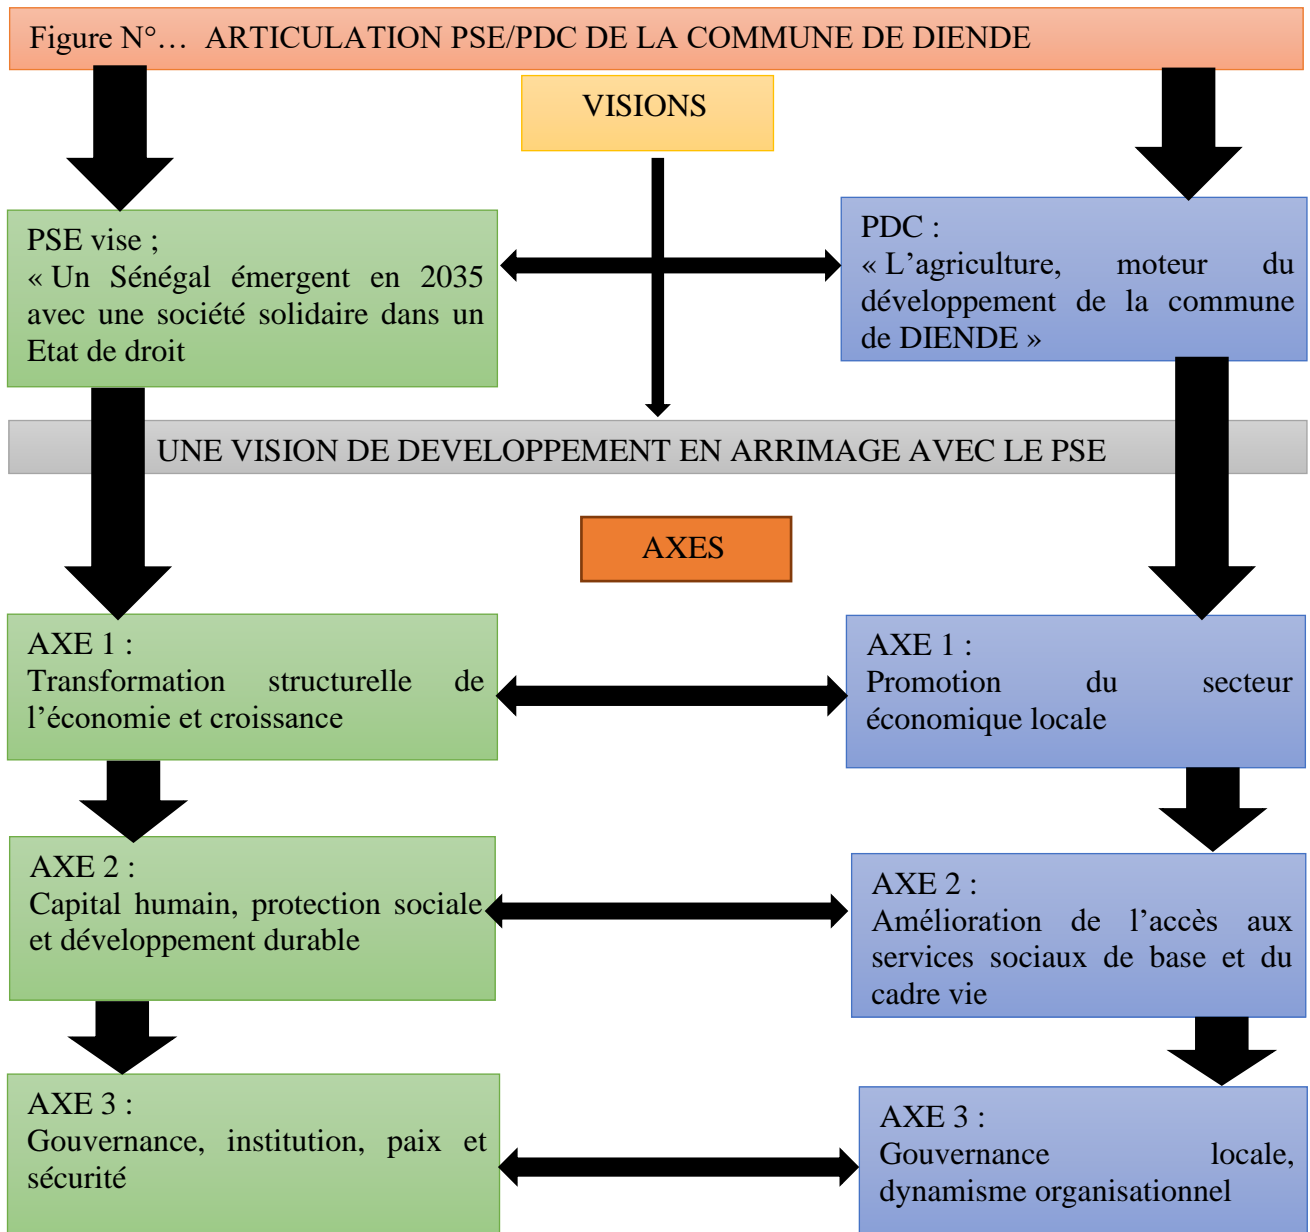 Figure N°… ARTICULATION PSE/PDC DE LA COMMUNE DE DIENDE
VISIONS
PSE vise ;
« Un Sénégal émergent en 2035
avec une société solidaire dans un
Etat de droit
PDC :
« L’agriculture, moteur du
développement de la commune
de DIENDE »
UNE VISION DE DEVELOPPEMENT EN ARRIMAGE AVEC LE PSE
AXES
AXE 1 :
Transformation structurelle de
l’économie et croissance
AXE 1 :
Promotion du secteur
économique locale
AXE 2 :
Capital humain, protection sociale
et développement durable
AXE 2 :
Amélioration de l’accès aux
services sociaux de base et du
cadre vie
AXE 3 :
Gouvernance, institution, paix et
sécurité
AXE 3 :
Gouvernance locale,
dynamisme organisationnel